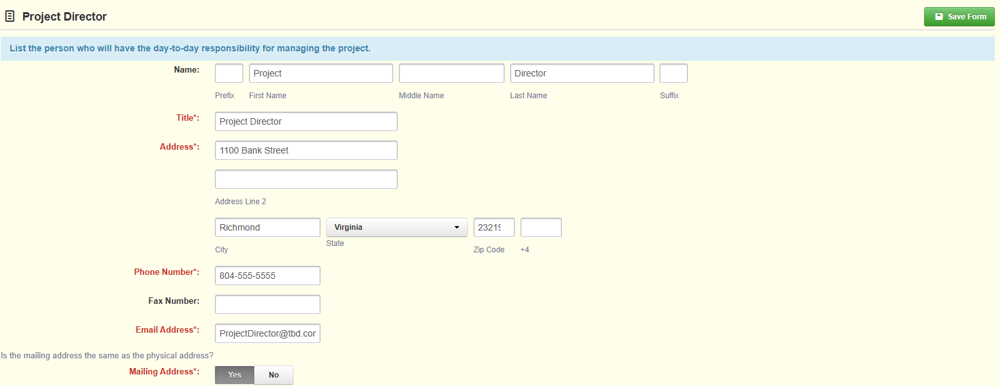 Project Director
Save Form
List the person who will have the day-to-day responsibility for managing the project.
Name:
Project
Director
Prefix First Name Middle Name Last Name Suffix
Title*: Project Director
Address*: 1100 Bank Street
Address Line 2
Richmond Virginia 23219
City State Zip Code +4
Phone Number*: 804-555-5555
Fax Number:
Email Address*: ProjectDirector@tbd.com
Is the mailing address the same as the physical address?
Mailing Address*: Yes No